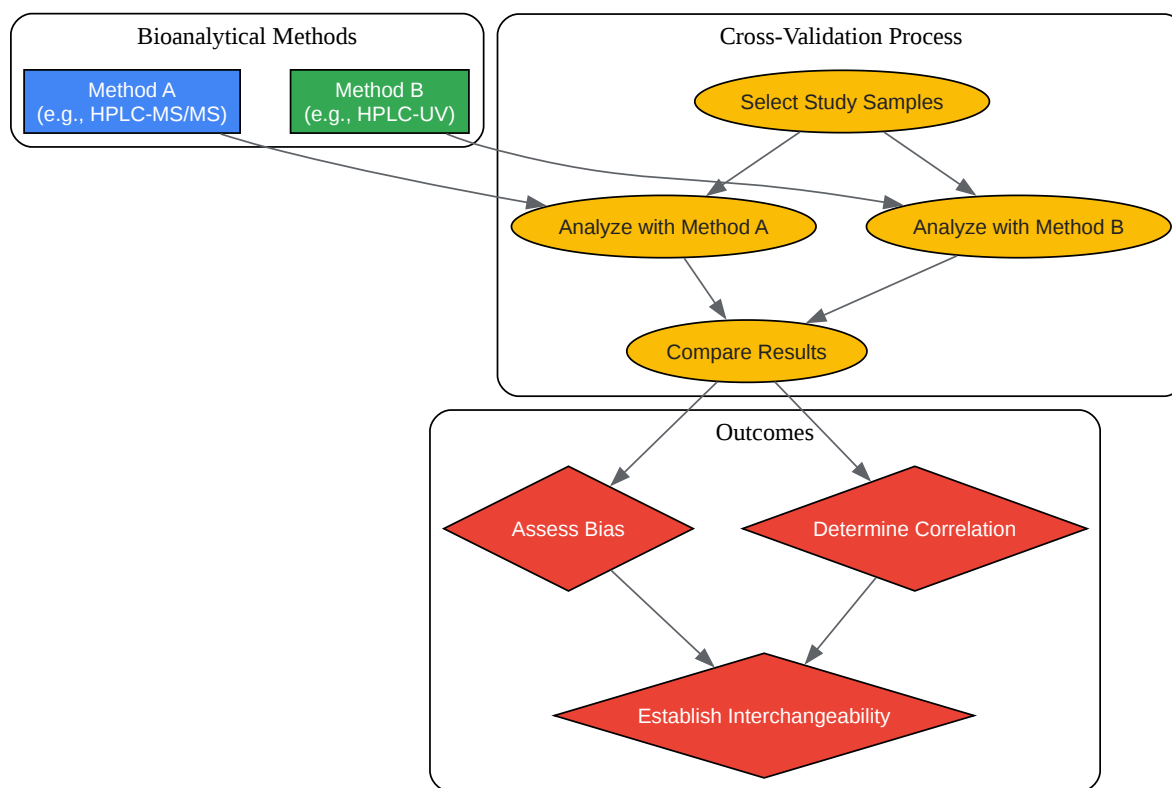 Bioanalytical Methods
Method A
(e.g., HPLC-MS/MS)
Method B
(e.g., HPLC-UV)
Cross-Validation Process
Select Study Samples
Analyze with Method A
Analyze with Method B
Compare Results
Outcomes
Assess Bias
Determine Correlation
Establish Interchangeability